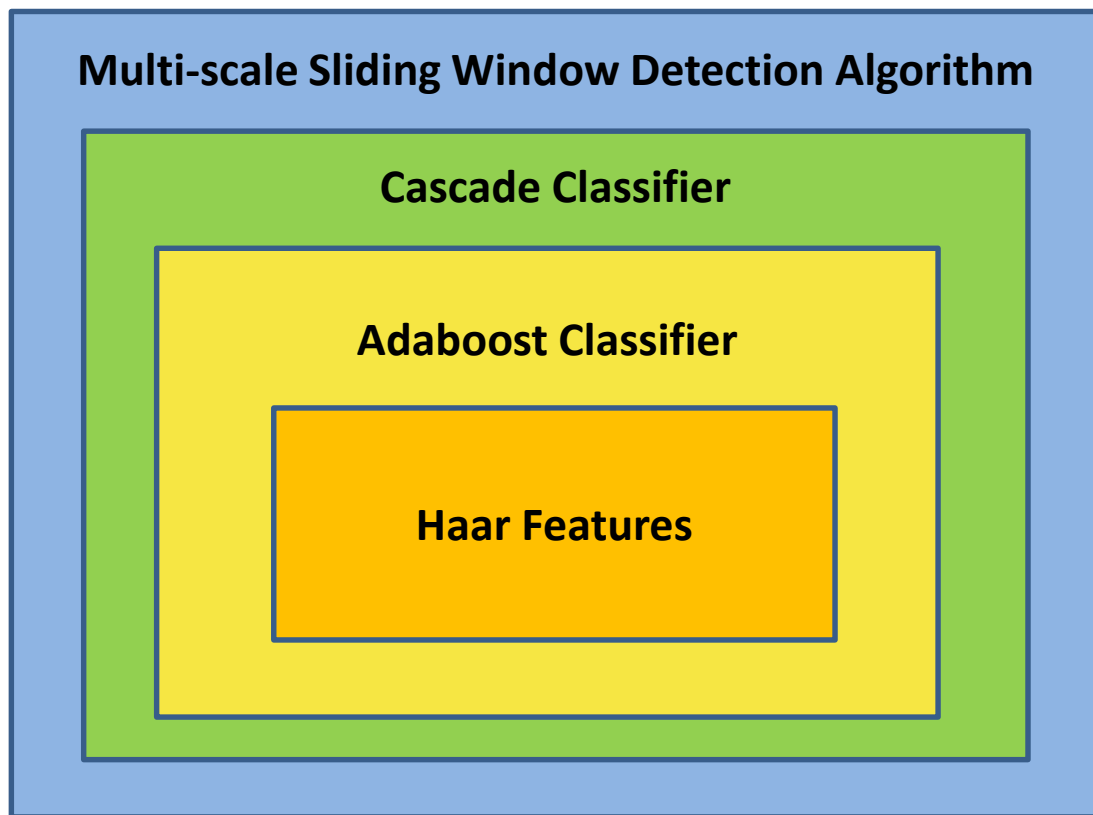 Multi-scale Sliding Window Detection Algorithm
Cascade Classifier
Adaboost Classifier
Haar Features